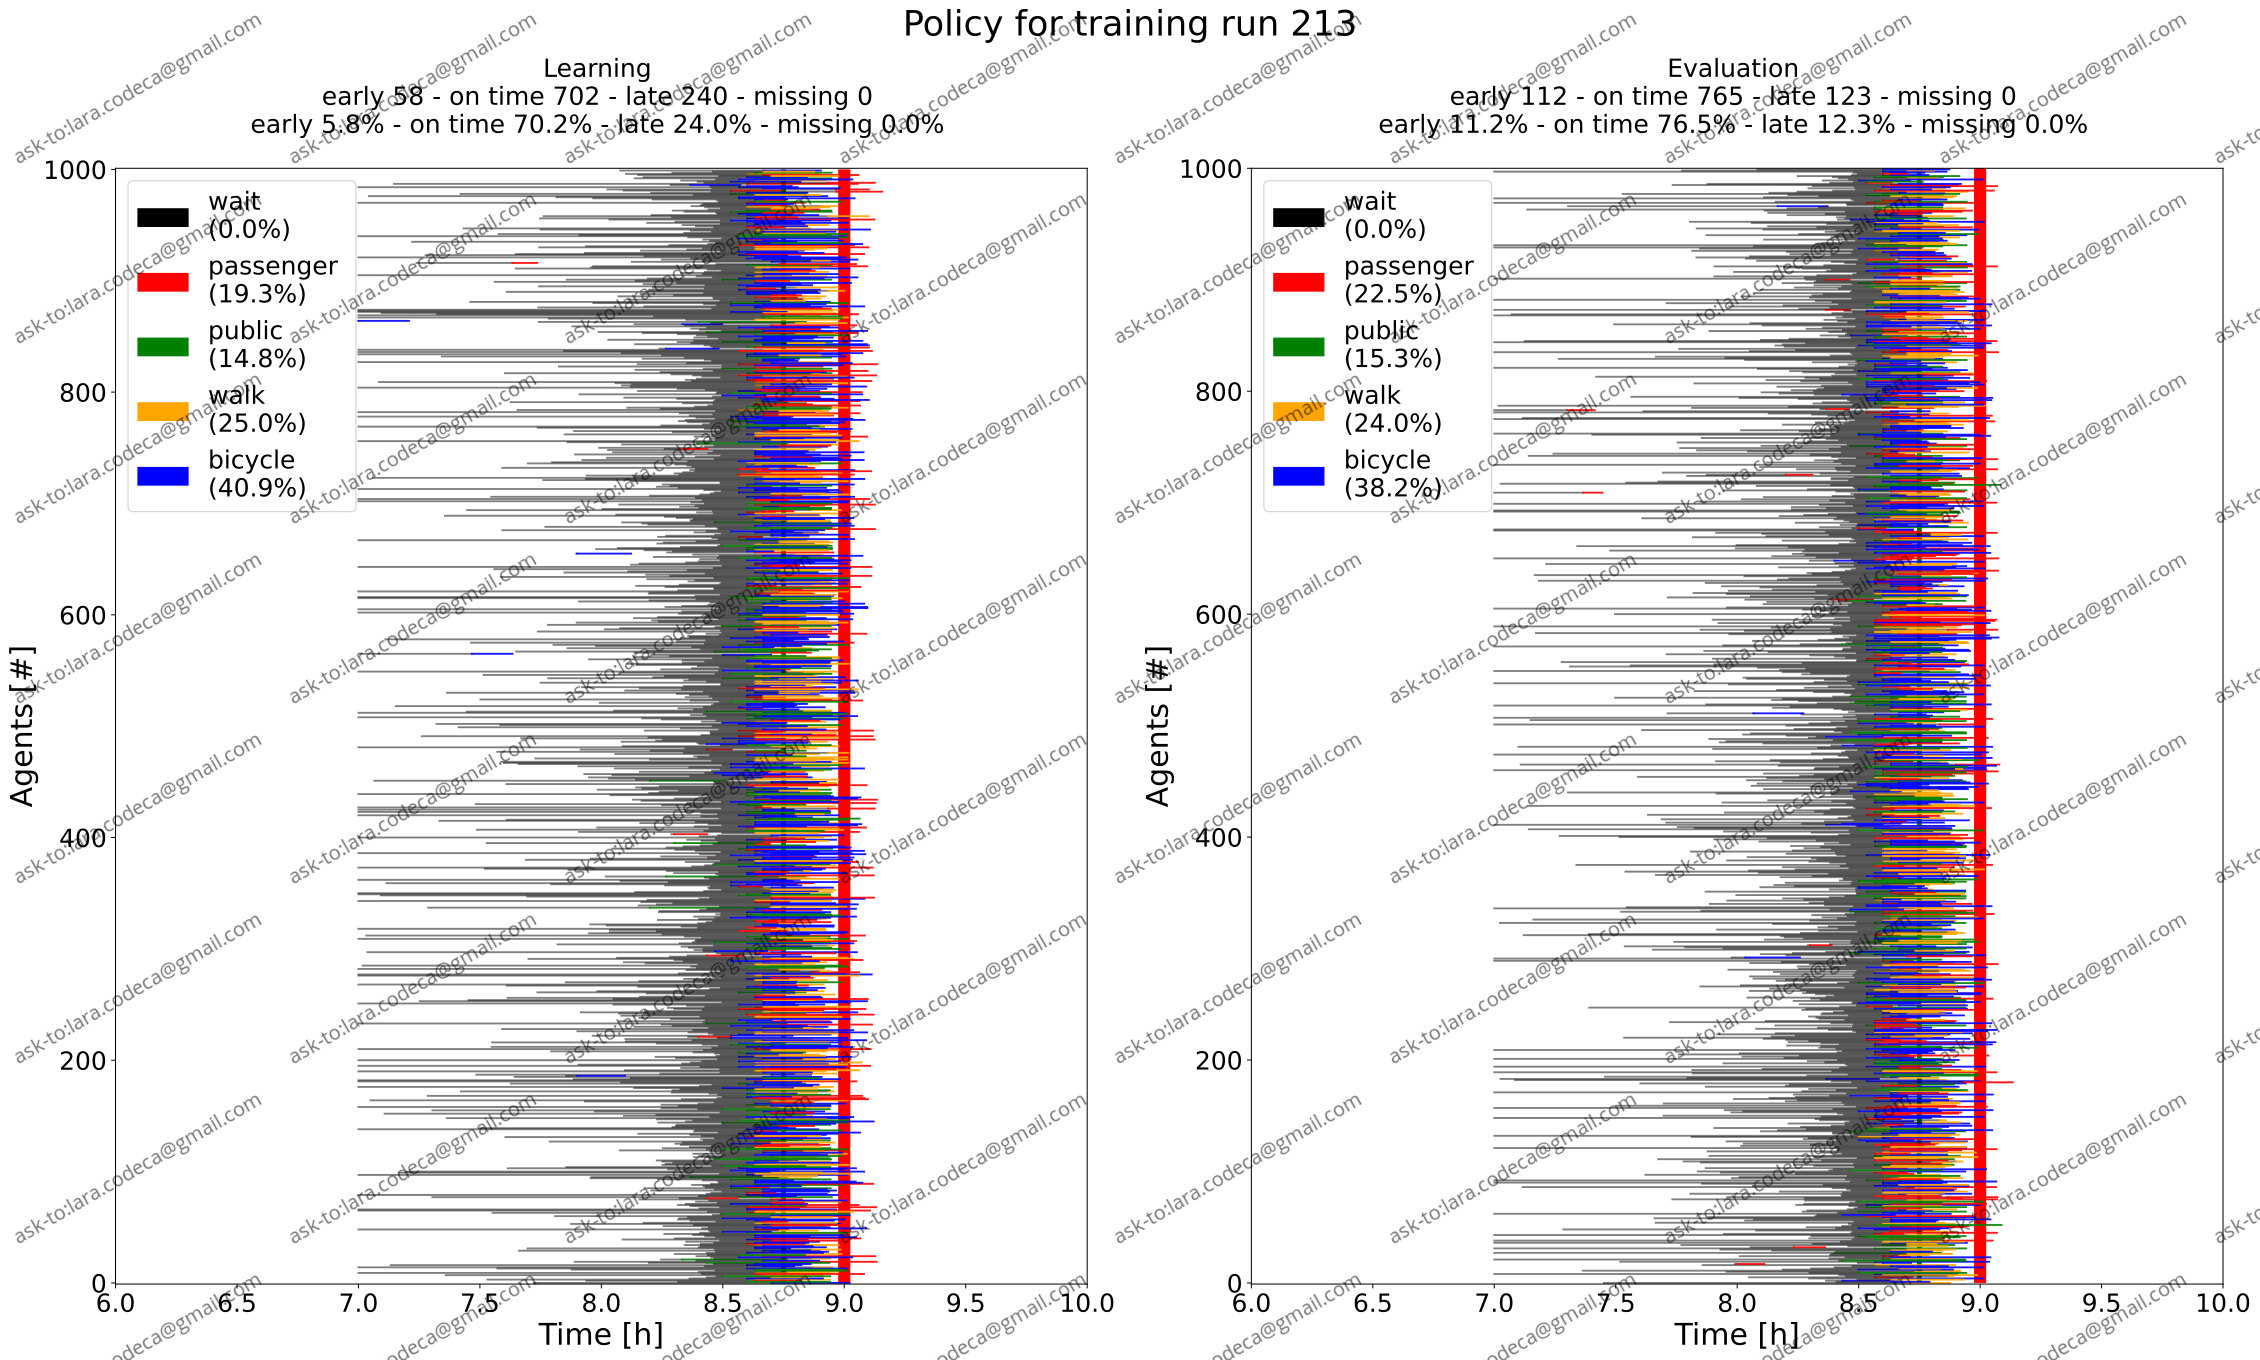 Policy for training run 213
Learning
early 58 - on time 702 - late 240 - missing 0
early 5.8% - on time 70.2% - late 24.0% - missing 0.0%
Evaluation
early 112 - on time 765 - late 123 - missing 0
early 11.2% - on time 76.5% - late 12.3% - missing 0.0%
wait
(0.0%)
passenger
(19.3%)
public
(14.8%)
walk
(25.0%)
bicycle
(40.9%)
1000
800
600
400
200
0
Agents [#]
6.0 6.5 7.0 7.5 8.0 8.5 9.0 9.5 10.0
Time [h]
wait
(0.0%)
passenger
(22.5%)
public
(15.3%)
walk
(24.0%)
bicycle
(38.2%)
1000
800
600
400
200
0
Agents [#]
6.0 6.5 7.0 7.5 8.0 8.5 9.0 9.5 10.0
Time [h]
ask-to:lara.codeca@gmail.com